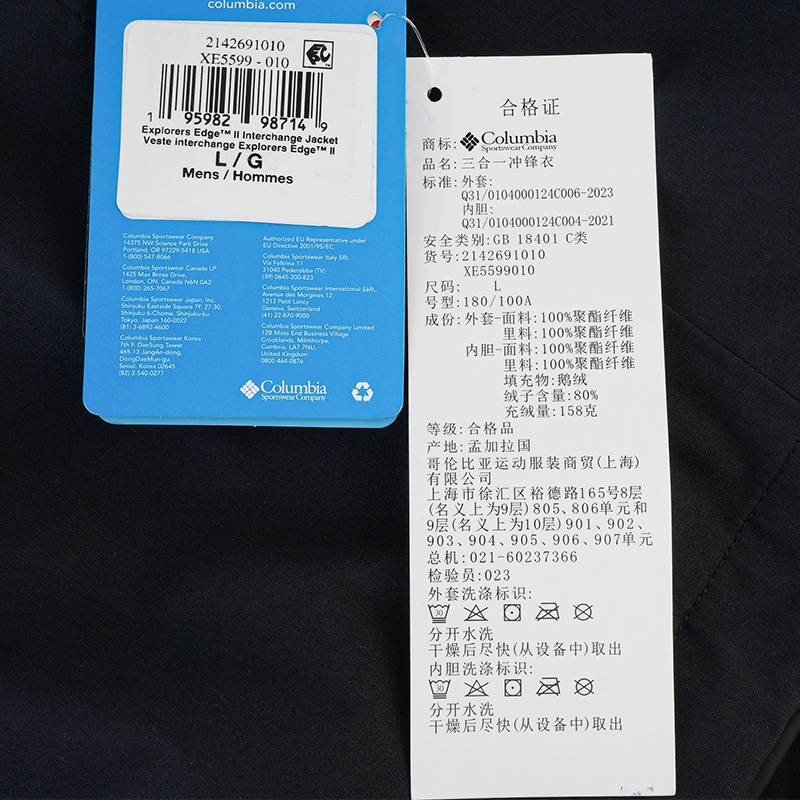 columbia.com
2142691010
XE5599 - 010
1 95982 98714 9
Explorers Edge™ II Interchange Jacket
Veste interchange Explorers Edge™ II
L / G
Mens / Hommes
Columbia Sportswear Company
14375 NW Science Park Drive
Portland, OR 97229-5418 USA
(1-800) 547-8066
Columbia Sportswear Canada LP
1425 Max Brose Drive,
London, ON, Canada N6N 0A2
(1-800) 265-7067
Columbia Sportswear Japan, Inc.
Shinjuku Eastside Square 7F, 27-30,
Shinjuku 6-Chome, Shinjuku-ku
Tokyo, Japan 160-0022
(81) 3-6892-4600
Columbia Sportswear Korea
7th F. DaeSung Tower
465-13 JangAn-dong,
DongDaeMun-gu,
Seoul, Korea 02645
(82) 2-540-0277
Authorized EU Representative under
EU Directive 2001/95/EC:
Columbia Sportswear Italy SRL
Via Feltrina 11
31040 Pederobba (TV)
(39) 0645-200-823
Columbia Sportswear International SàRL,
Avenue des Morgines 12,
1213 Petit Lancy
Geneva, Switzerland
(41) 22-870-9000
Columbia Sportswear Company Limited
12B Moss End Business Village
Crooklands, Milnthorpe,
Cumbria, LA7 7NU,
United Kingdom
0800-464-0876
Columbia
Sportswear Company
合格证
商标: Columbia
Sportswear Company
品名:三合一冲锋衣
标准:外套:
Q31/0104000124C006-2023
内胆:
Q31/0104000124C004-2021
安全类别:GB 18401 C类
货号:2142691010
XE5599010
尺码: L
号型:180/100A
成份:外套-面料:100%聚酯纤维
里料:100%聚酯纤维
内胆-面料:100%聚酯纤维
里料:100%聚酯纤维
填充物:鹅绒
绒子含量:80%
充绒量:158克
等级:合格品
产地:孟加拉国
哥伦比亚运动服装商贸(上海)
有限公司
上海市徐汇区裕德路165号8层
(名义上为9层)805、806单元和
9层(名义上为10层)901、902、
903、904、905、906、907单元
总机:021-60237366
检验员:023
外套洗涤标识:
30
分开水洗
干燥后尽快(从设备中)取出
内胆洗涤标识:
30
分开水洗
干燥后尽快(从设备中)取出